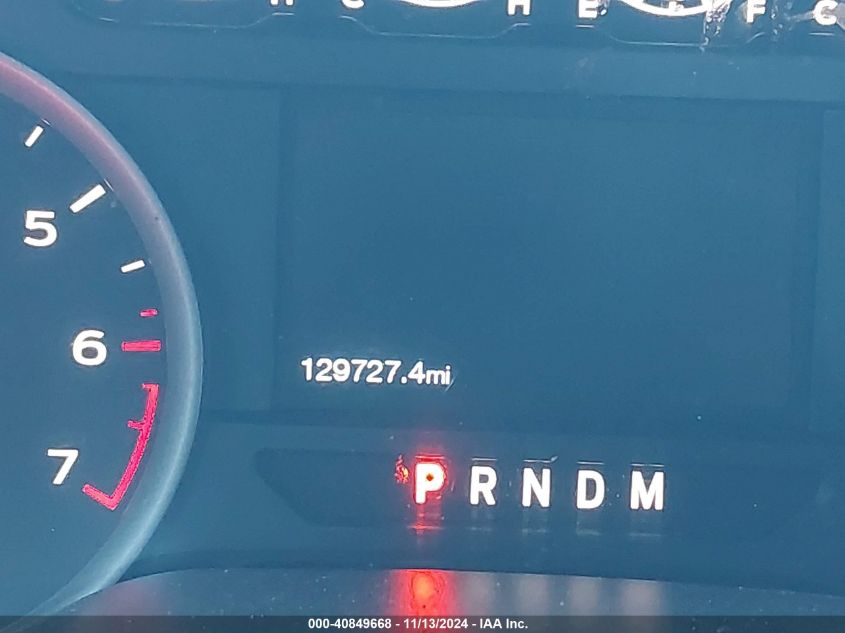 H C H E F C
5
6
129727.4mi
7
P R N D M
000-40849668 - 11/13/2024 - IAA Inc.